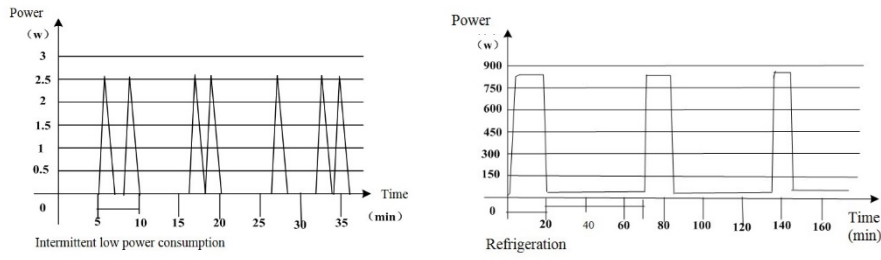 Power
(w)
3
2.5
2
1.5
1
0.5
0
5 10 15 20 25 30 35
Time
(min)
Intermittent low power consumption
Power
(w)
900
750
600
450
300
150
0
20 40 60 80 100 120 140 160
Time
(min)
Refrigeration